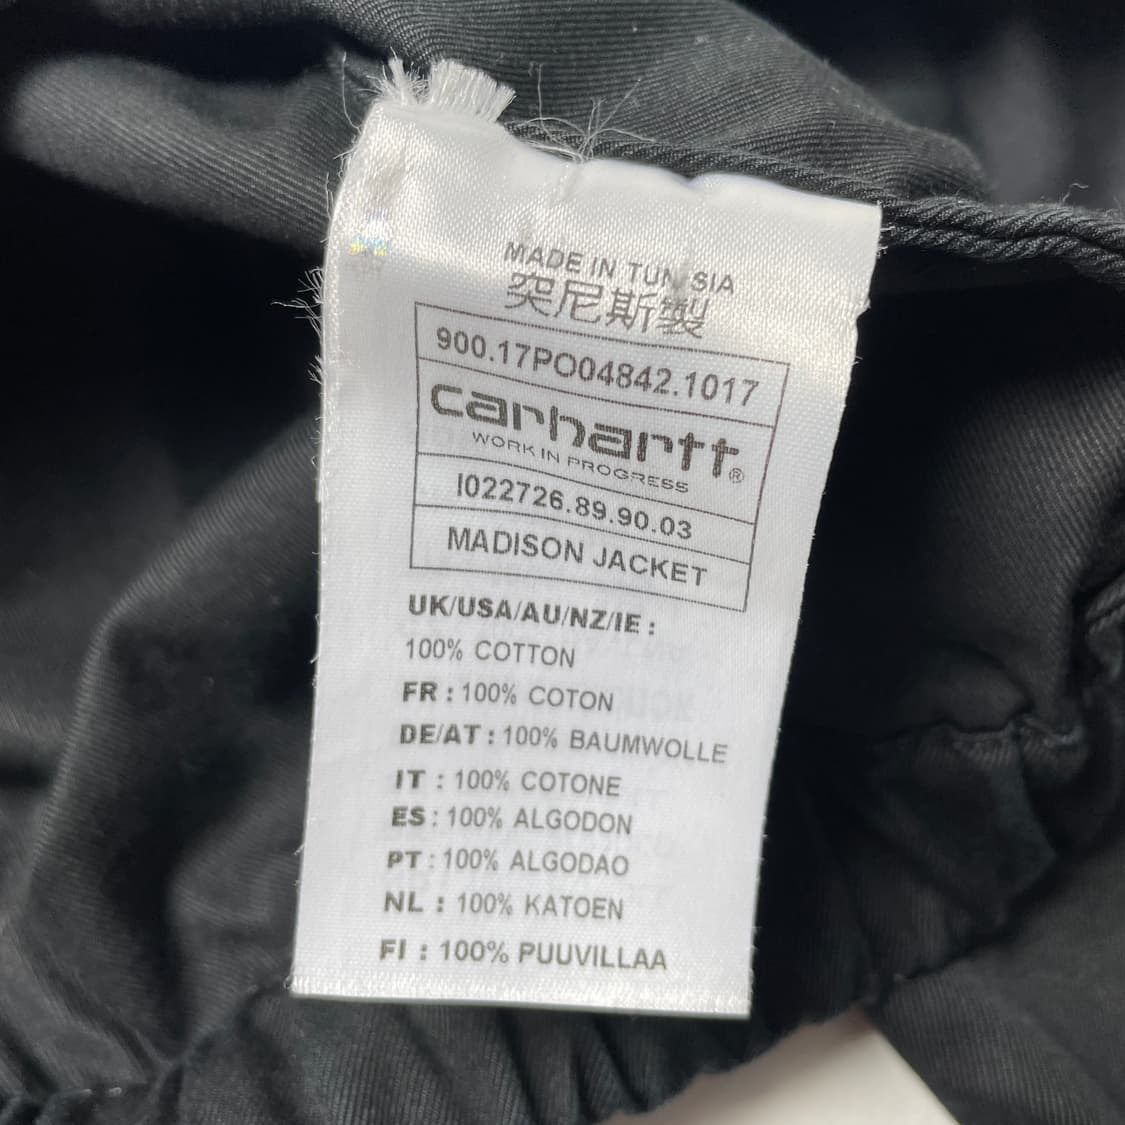 MADE IN TUNISIA
突尼斯製
900.17PO04842.1017
carhartt®
WORK IN PROGRESS
I022726.89.90.03
MADISON JACKET
UK/USA/AU/NZ/IE :
100% COTTON
FR : 100% COTON
DE/AT : 100% BAUMWOLLE
IT : 100% COTONE
ES : 100% ALGODON
PT : 100% ALGODAO
NL : 100% KATOEN
FI : 100% PUUVILLAA